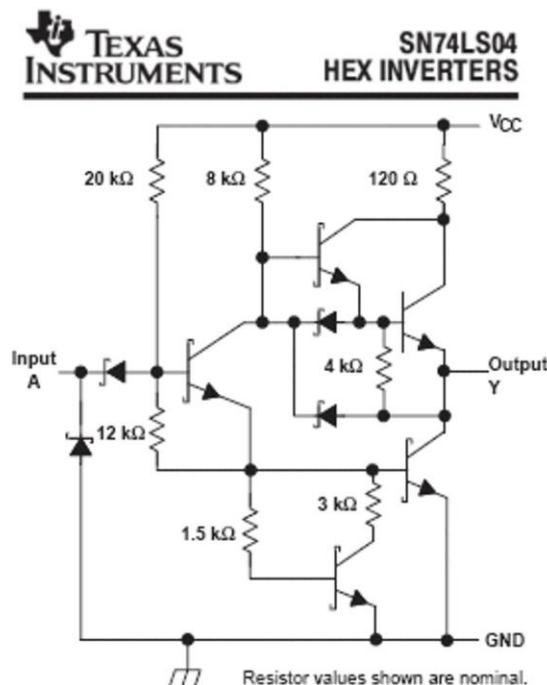 TEXAS
INSTRUMENTS
SN74LS04
HEX INVERTERS
VCC
20 kΩ
8 kΩ
120 Ω
Input
A
4 kΩ
Output
Y
12 kΩ
3 kΩ
1.5 kΩ
GND
Resistor values shown are nominal.